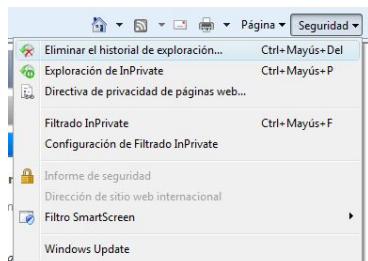 Página Seguridad
Eliminar el historial de exploración... Ctrl+Mayús+Del
Exploración de InPrivate Ctrl+Mayús+P
Directiva de privacidad de páginas web...
Filtrado InPrivate Ctrl+Mayús+F
Configuración de Filtrado InPrivate
Informe de seguridad
Dirección de sitio web internacional
Filtro SmartScreen
Windows Update